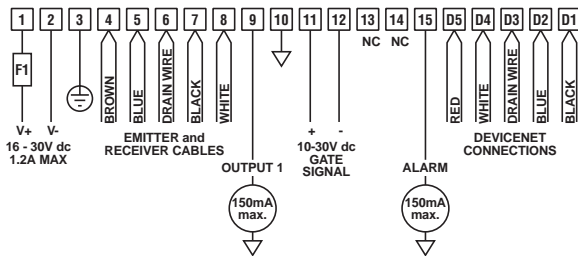 1 2 3 4 5 6 7 8 9 10 11 12 13 14 15 D5 D4 D3 D2 D1
NC NC
F1
BROWN
BLUE
DRAIN WIRE
BLACK
WHITE
RED
WHITE
DRAIN WIRE
BLUE
BLACK
V+ V-
16 - 30V dc
1.2A MAX
EMITTER and
RECEIVER CABLES
+ -
10-30V dc
GATE
SIGNAL
DEVICENET
CONNECTIONS
OUTPUT 1
ALARM
150mA
max.
150mA
max.